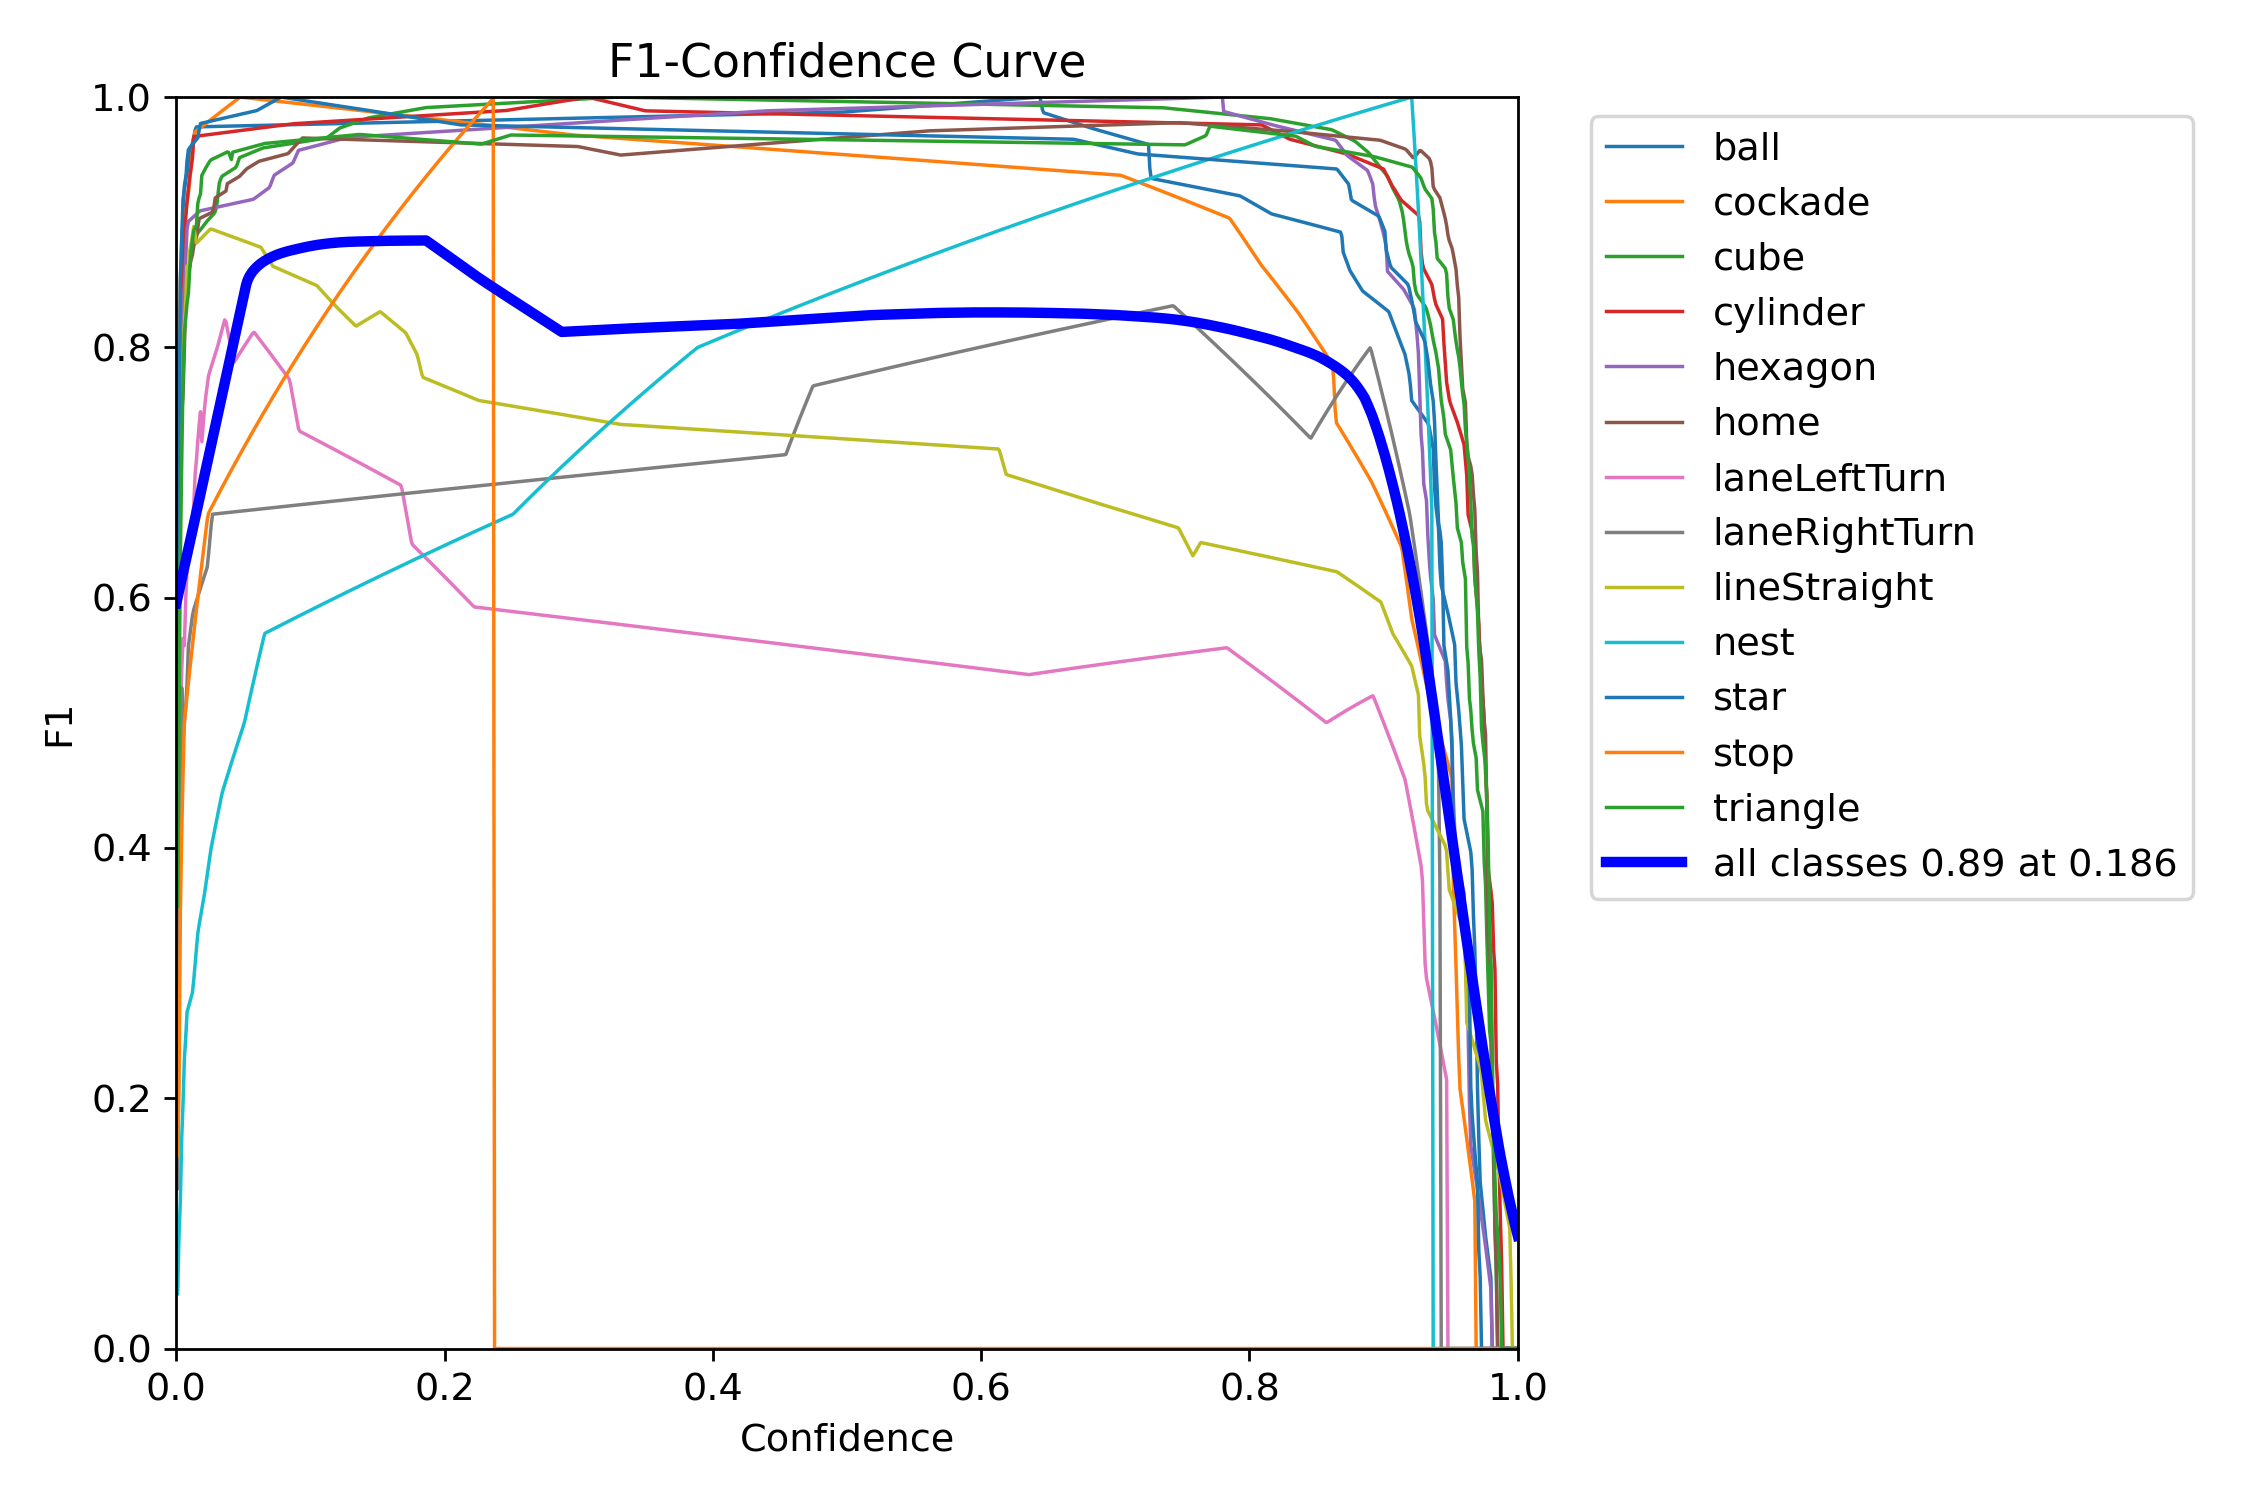 F1-Confidence Curve
1.0
0.8
0.6
0.4
0.2
0.0
F1
0.0 0.2 0.4 0.6 0.8 1.0
Confidence
ball
cockade
cube
cylinder
hexagon
home
laneLeftTurn
laneRightTurn
lineStraight
nest
star
stop
triangle
all classes 0.89 at 0.186